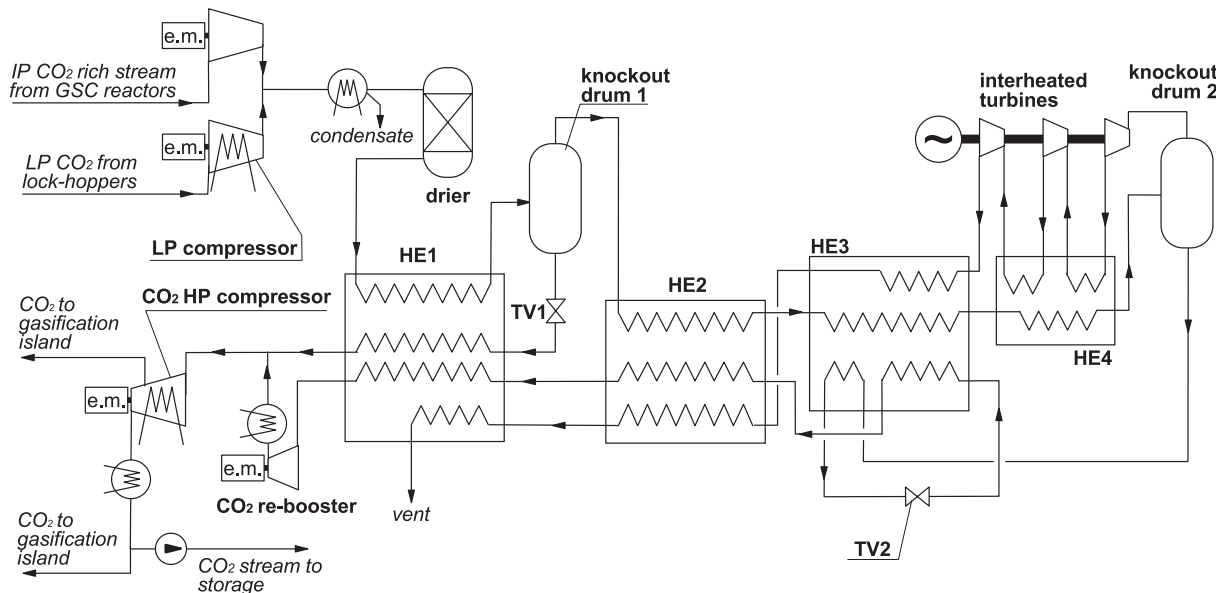 e.m.
IP CO2 rich stream
from GSC reactors
e.m.
LP CO2 from
lock-hoppers
LP compressor
condensate
drier
knockout
drum 1
interheated
turbines
knockout
drum 2
~
HE1
TV1
HE2
HE3
HE4
CO2 to
gasification
island
CO2 HP compressor
e.m.
e.m.
CO2 re-booster
vent
TV2
CO2 to
gasification
island
CO2 stream to
storage